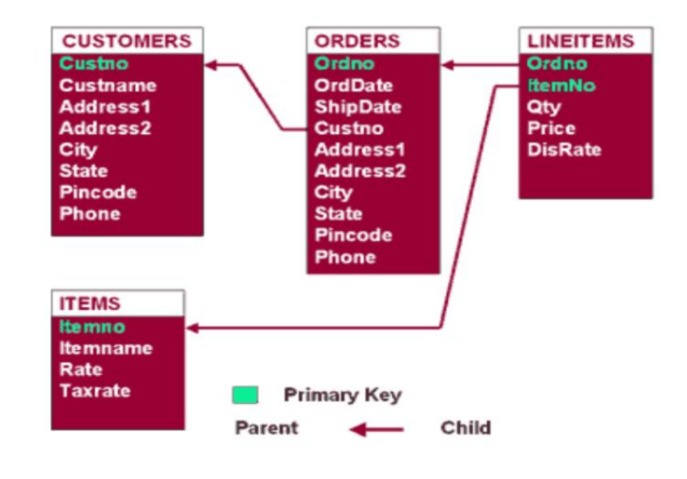 CUSTOMERS
Custno
Custname
Address1
Address2
City
State
Pincode
Phone
ORDERS
Ordno
OrdDate
ShipDate
Custno
Address1
Address2
City
State
Pincode
Phone
LINEITEMS
Ordno
ItemNo
Qty
Price
DisRate
ITEMS
Itemno
Itemname
Rate
Taxrate
Primary Key
Parent
Child